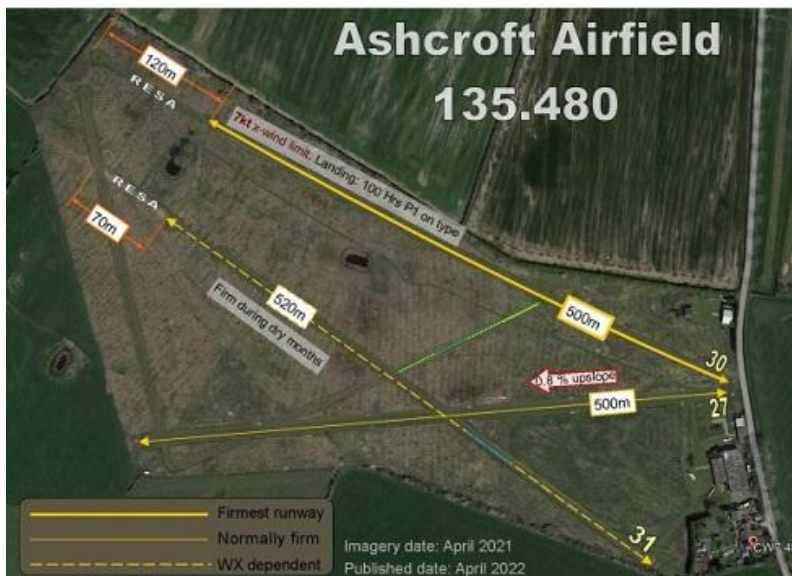 Ashcroft Airfield
135.480
120m
RESA
7kt x-wind limit. Landing: 100 Hrs P1 on type
RESA
70m
520m
Firm during dry months
500m
30
0.8 % upslope
27
500m
31
Firmest runway
Normally firm
WX dependent
Imagery date: April 2021
Published date: April 2022